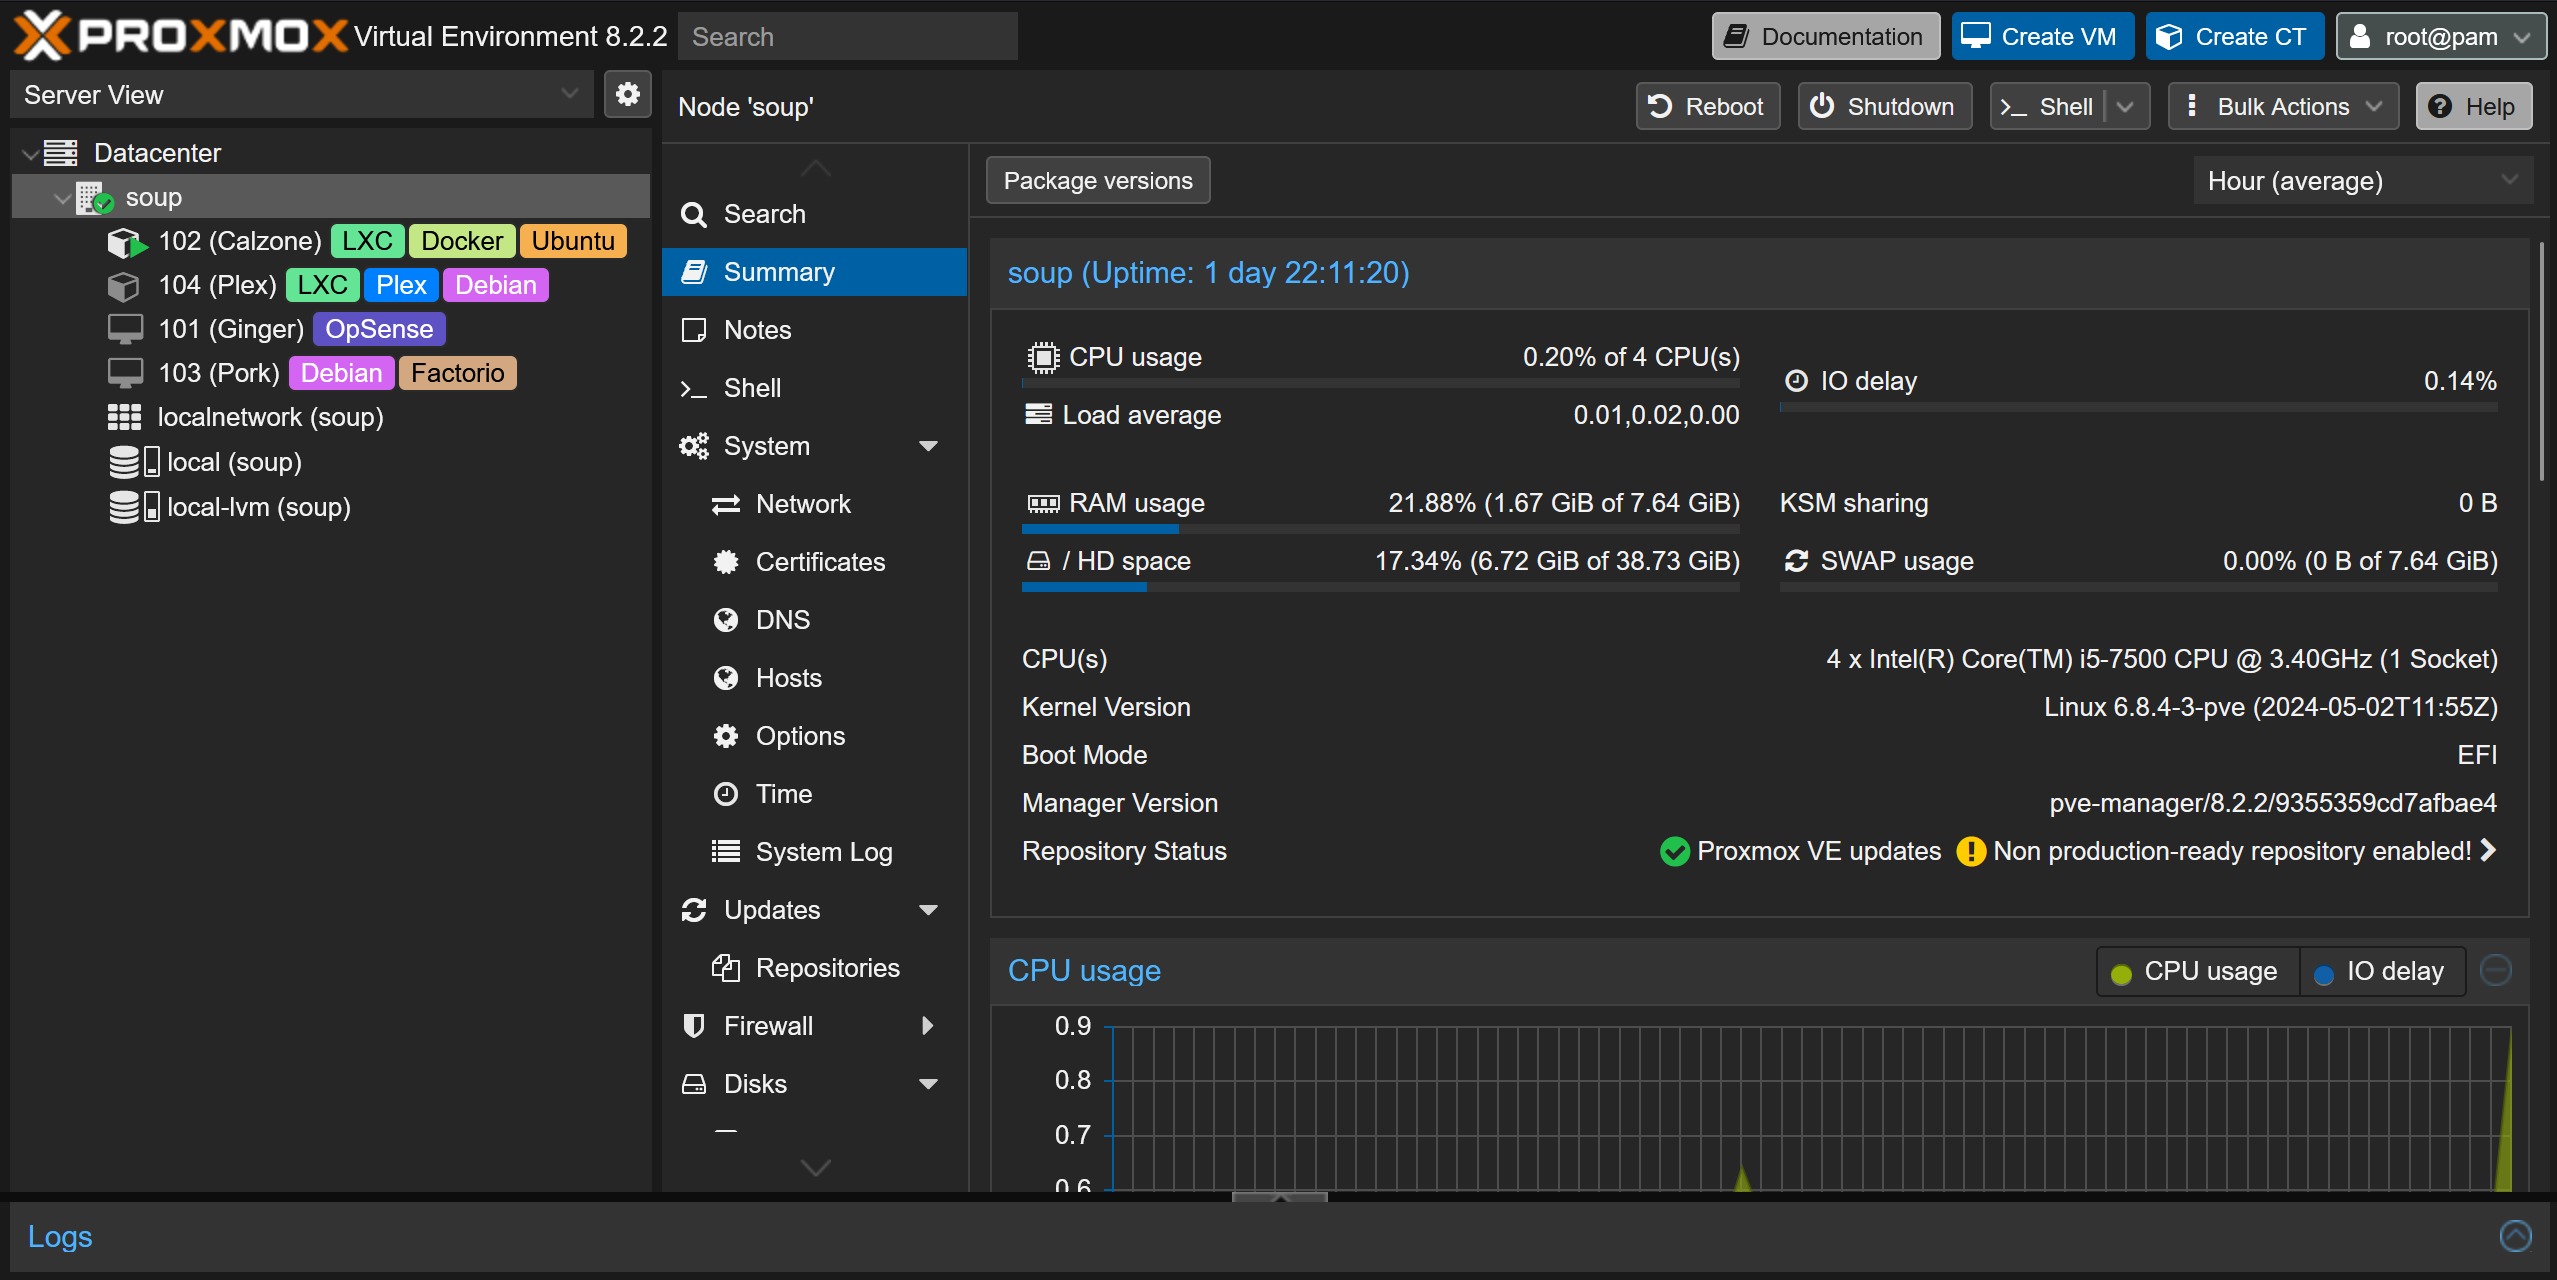 PROXMOX Virtual Environment 8.2.2 Search Documentation Create VM Create CT root@pam
Server View
Node 'soup' Reboot Shutdown Shell Bulk Actions Help
Datacenter
soup
102 (Calzone) LXC Docker Ubuntu
104 (Plex) LXC Plex Debian
101 (Ginger) OpSense
103 (Pork) Debian Factorio
localnetwork (soup)
local (soup)
local-lvm (soup)
Search
Summary
Notes
Shell
System
Network
Certificates
DNS
Hosts
Options
Time
System Log
Updates
Repositories
Firewall
Disks
Package versions Hour (average)
soup (Uptime: 1 day 22:11:20)
CPU usage 0.20% of 4 CPU(s)
IO delay 0.14%
Load average 0.01,0.02,0.00
RAM usage 21.88% (1.67 GiB of 7.64 GiB)
KSM sharing 0 B
/ HD space 17.34% (6.72 GiB of 38.73 GiB)
SWAP usage 0.00% (0 B of 7.64 GiB)
CPU(s) 4 x Intel(R) Core(TM) i5-7500 CPU @ 3.40GHz (1 Socket)
Kernel Version Linux 6.8.4-3-pve (2024-05-02T11:55Z)
Boot Mode EFI
Manager Version pve-manager/8.2.2/9355359cd7afbae4
Repository Status Proxmox VE updates Non production-ready repository enabled!
CPU usage CPU usage IO delay
0.9
0.8
0.7
0.6
Logs